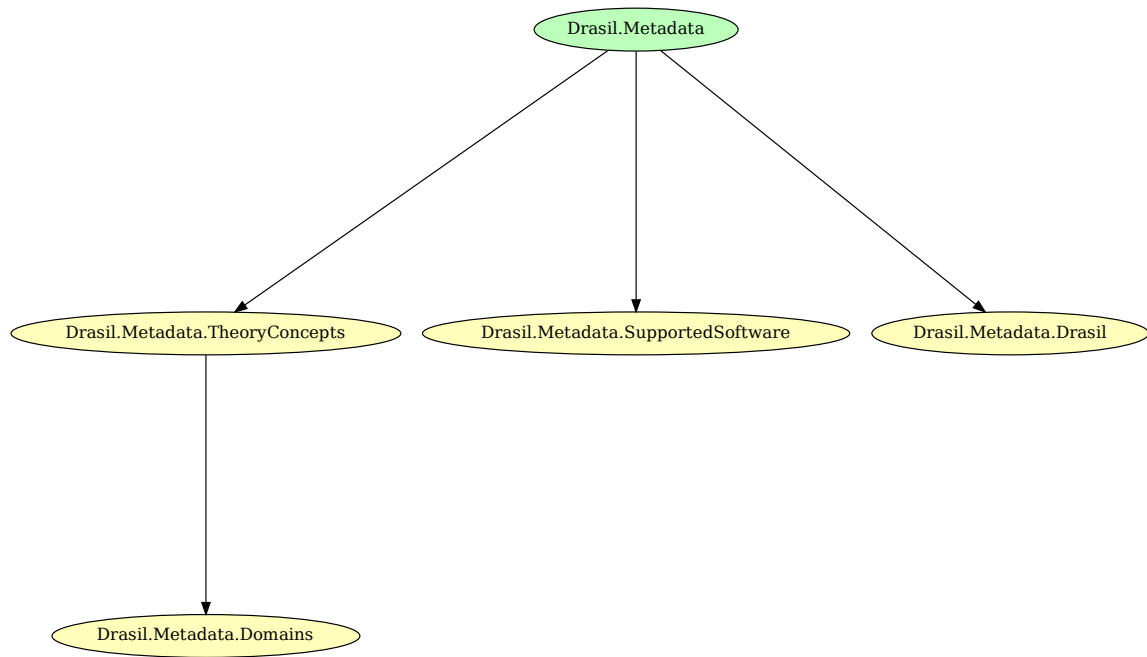 Drasil.Metadata
Drasil.Metadata.TheoryConcepts
Drasil.Metadata.SupportedSoftware
Drasil.Metadata.Drasil
Drasil.Metadata.Domains